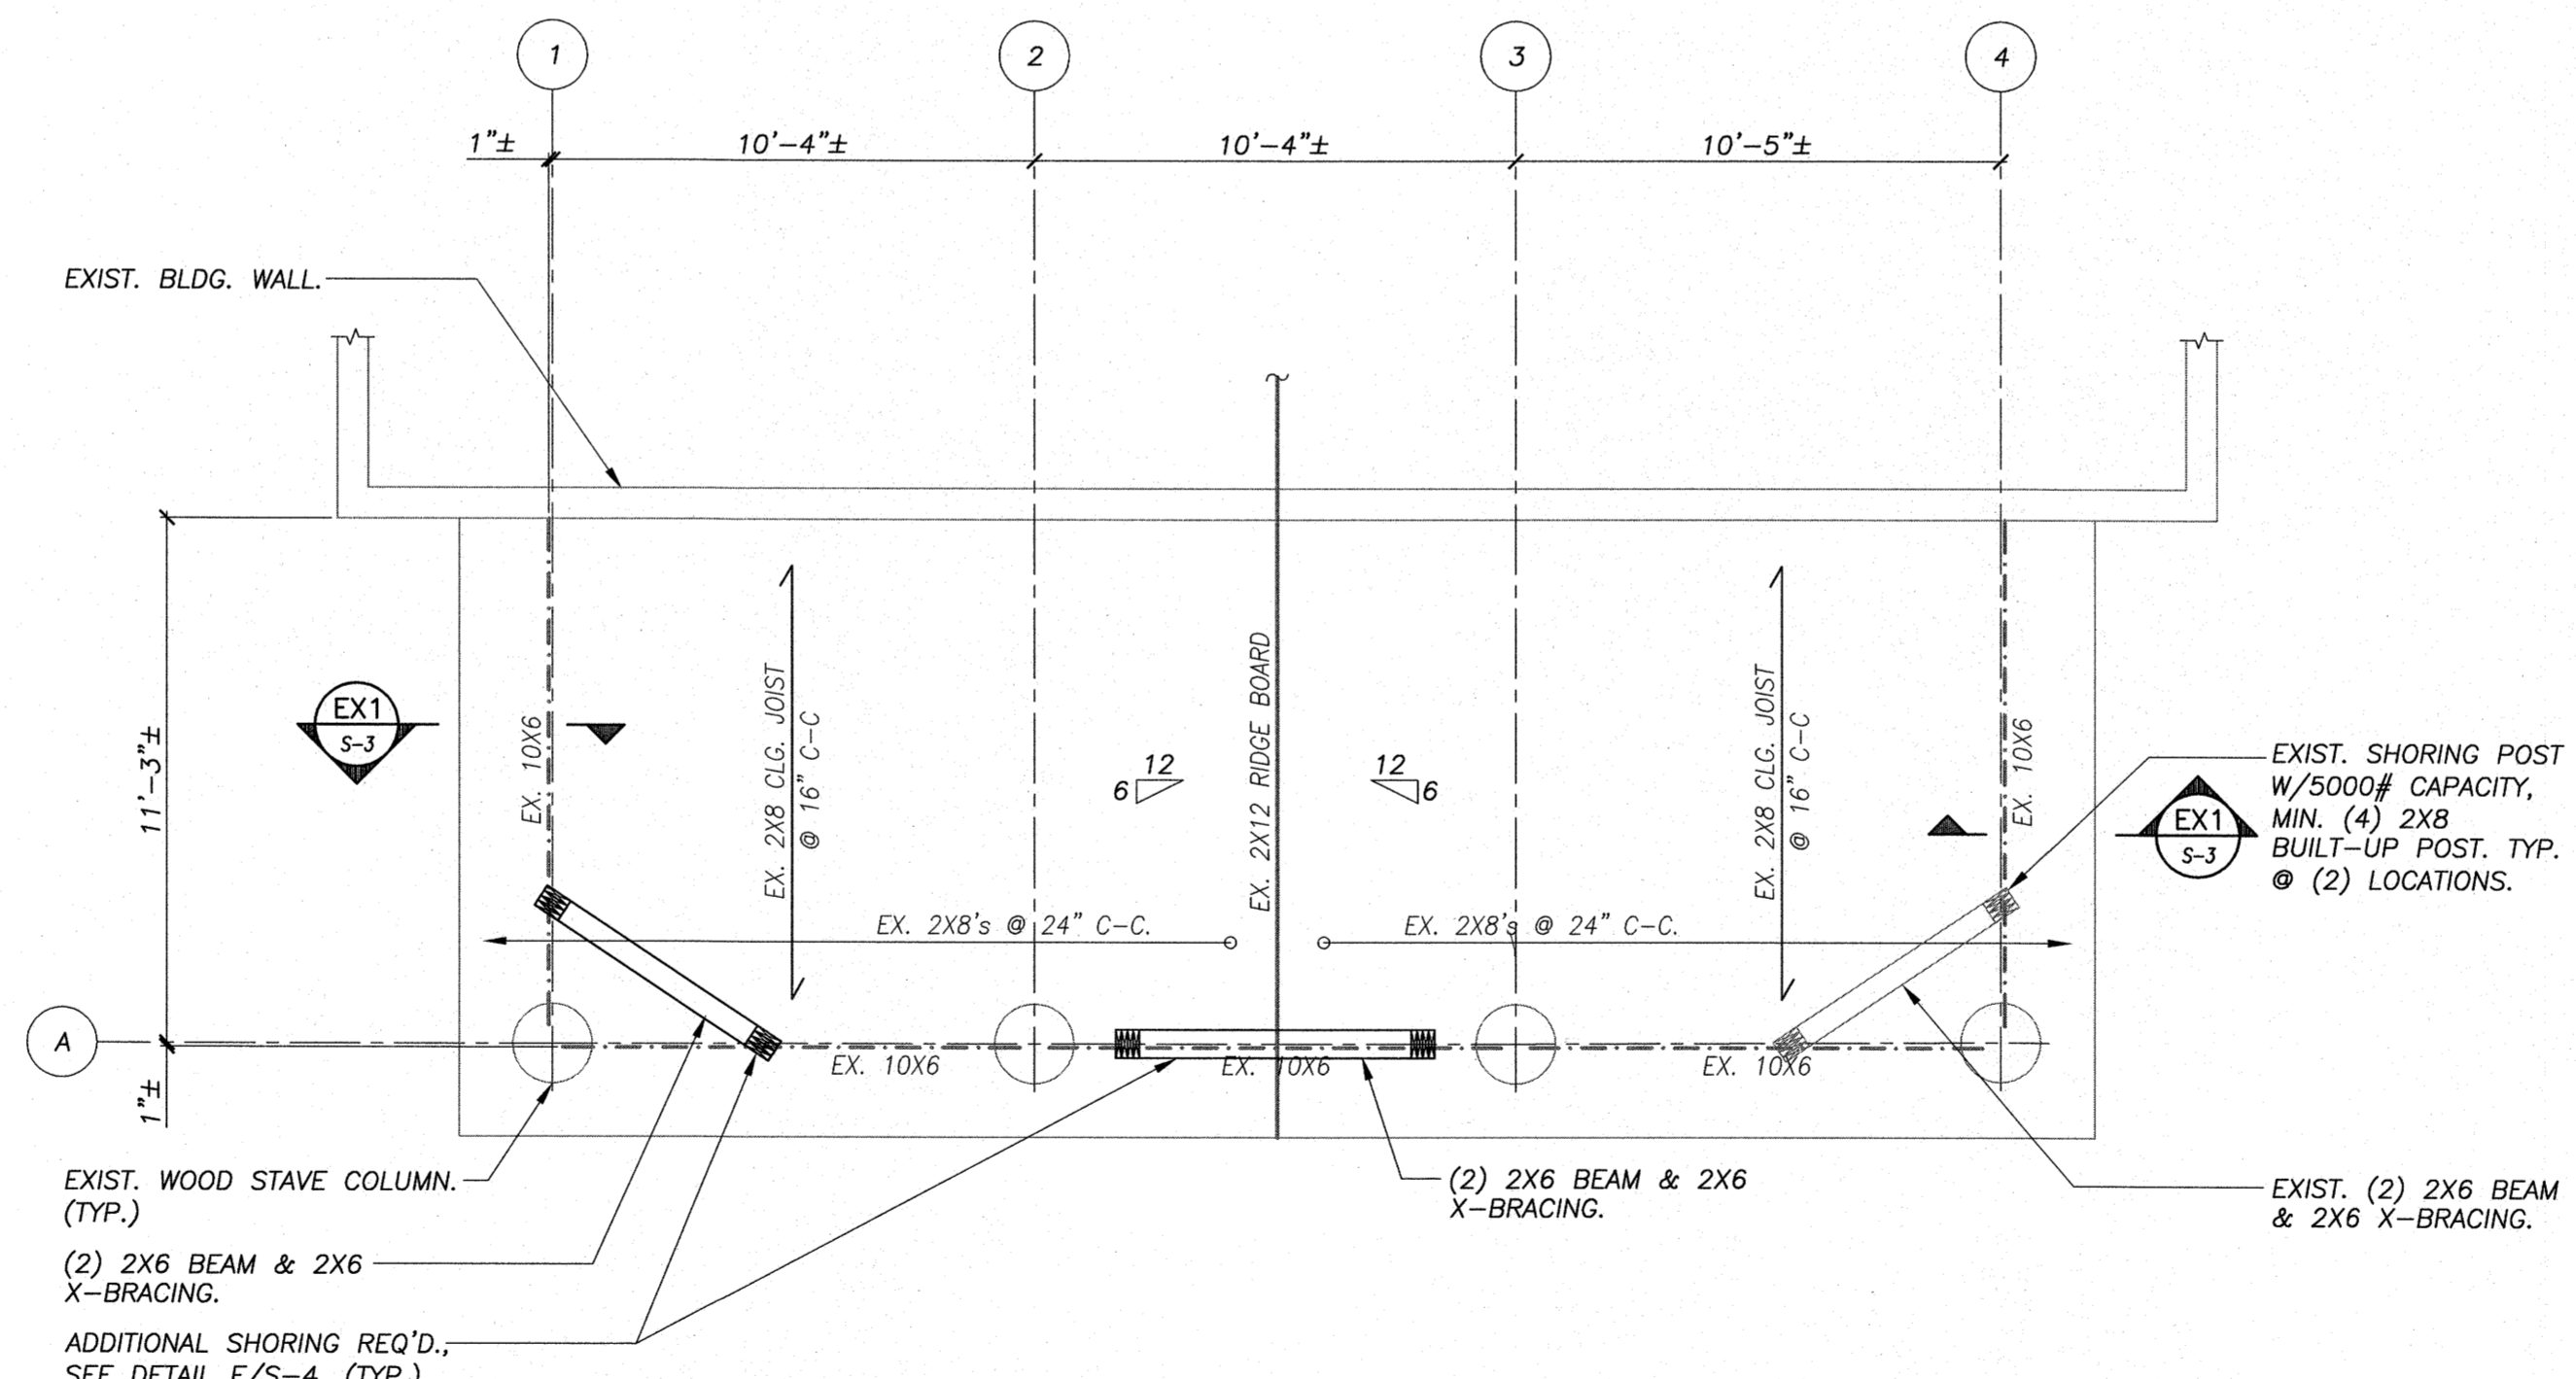 1
2
3
4
1"±
10'-4"±
10'-4"±
10'-5"±
EXIST. BLDG. WALL.
11'-3"±
EX1
S-3
EX. 10X6
EX. 2X8 CLG. JOIST
@ 16" C-C
12
6
EX. 2X12 RIDGE BOARD
12
6
EX. 2X8 CLG. JOIST
@ 16" C-C
EX. 10X6
EX1
S-3
EXIST. SHORING POST
W/5000# CAPACITY,
MIN. (4) 2X8
BUILT-UP POST. TYP.
@ (2) LOCATIONS.
EX. 2X8's @ 24" C-C.
EX. 2X8's @ 24" C-C.
A
1"±
EX. 10X6
EX. 10X6
EX. 10X6
EXIST. WOOD STAVE COLUMN.
(TYP.)
(2) 2X6 BEAM & 2X6
X-BRACING.
EXIST. (2) 2X6 BEAM
& 2X6 X-BRACING.
(2) 2X6 BEAM & 2X6
X-BRACING.
ADDITIONAL SHORING REQ'D.,
SEE DETAIL /S-4 (TYP.)